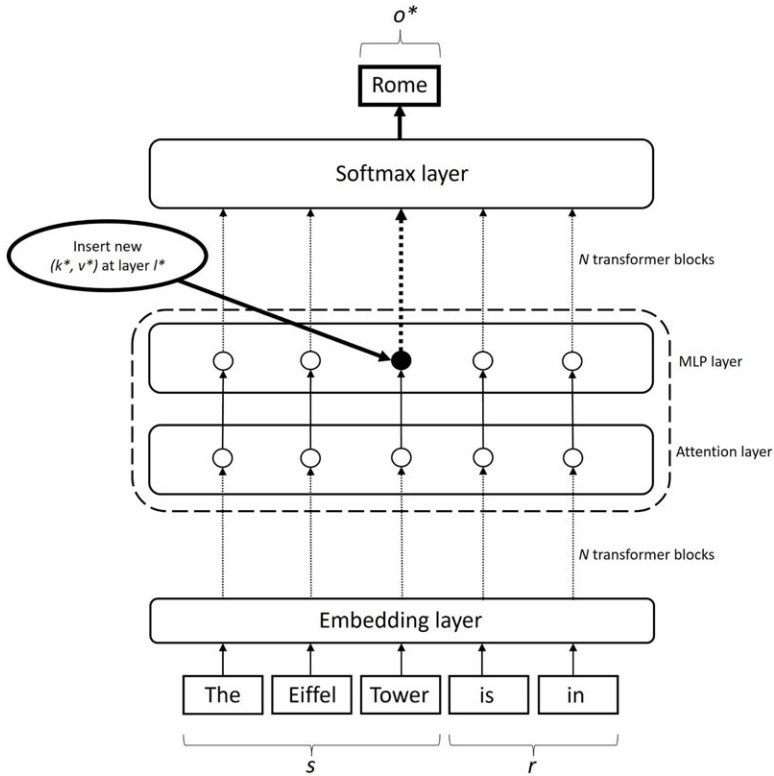 o*
Rome
Softmax layer
Insert new
(k*, v*) at layer l*
N transformer blocks
MLP layer
Attention layer
N transformer blocks
Embedding layer
The Eiffel Tower is in
s r